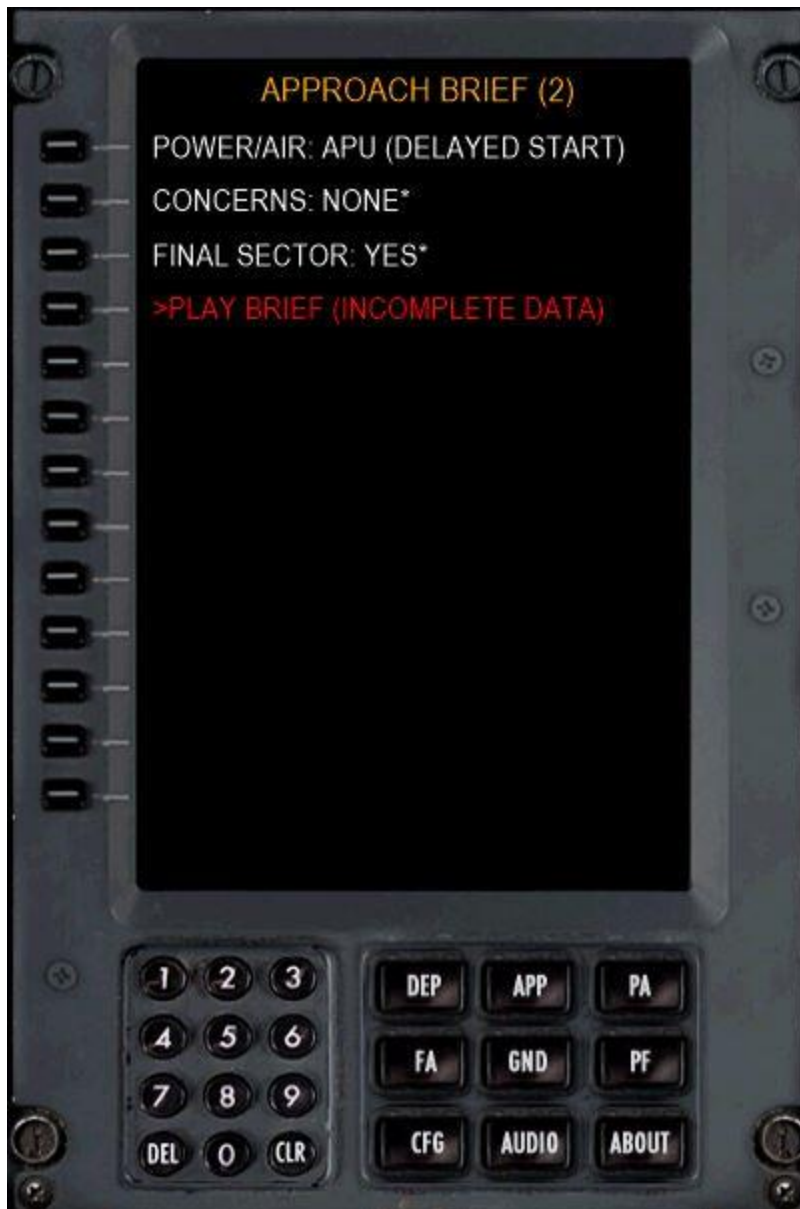 APPROACH BRIEF (2)
POWER/AIR: APU (DELAYED START)
CONCERNS: NONE*
FINAL SECTOR: YES*
>PLAY BRIEF (INCOMPLETE DATA)
1 2 3
4 5 6
7 8 9
DEL 0 CLR
DEP APP PA
FA GND PF
CFG AUDIO ABOUT